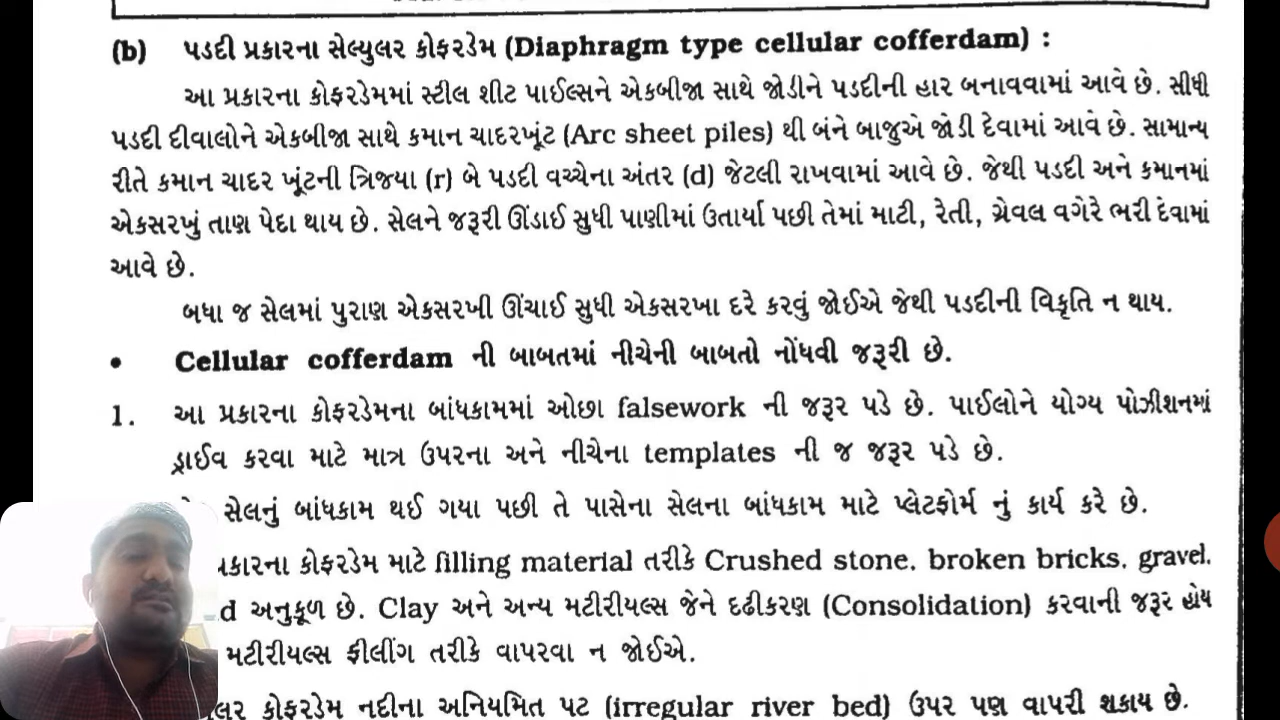 (b) પડદી પ્રકારના સેલ્યુલર કોફરડેમ (Diaphragm type cellular cofferdam) :
આ પ્રકારના કોફરડેમમાં સ્ટીલ શીટ પાઈલ્સને એકબીજા સાથે જોડીને પડદીની હાર બનાવવામાં આવે છે. સીધી
પડદી દીવાલોને એકબીજા સાથે કમાન ચાદરખૂંટ (Arc sheet piles) થી બંને બાજુએ જોડી દેવામાં આવે છે. સામાન્ય
રીતે કમાન ચાદર ખૂંટની ત્રિજયા (r) બે પડદી વચ્ચેના અંતર (d) જેટલી રાખવામાં આવે છે. જેથી પડદી અને કમાનમાં
એકસરખું તાણ પેદા થાય છે. સેલને જરૂરી ઊંડાઈ સુધી પાણીમાં ઉતાર્યા પછી તેમાં માટી, રેતી, ગ્રેવલ વગેરે ભરી દેવામાં
આવે છે.
બધા જ સેલમાં પુરાણ એકસરખી ઊંચાઈ સુધી એકસરખા દરે કરવું જોઈએ જેથી પડદીની વિકૃતિ ન થાય.
• Cellular cofferdam ની બાબતમાં નીચેની બાબતો નોંધવી જરૂરી છે.
1. આ પ્રકારના કોફરડેમના બાંધકામમાં ઓછા falsework ની જરૂર પડે છે. પાઈલોને યોગ્ય પોઝીશનમાં
ડ્રાઈવ કરવા માટે માત્ર ઉપરના અને નીચેના templates ની જ જરૂર પડે છે.
સેલનું બાંધકામ થઈ ગયા પછી તે પાસેના સેલના બાંધકામ માટે પ્લેટફોર્મ નું કાર્ય કરે છે.
કોફરડેમ માટે filling material તરીકે Crushed stone, broken bricks, gravel,
d અનુકૂળ છે. Clay અને અન્ય મટીરીયલ્સ જેને દઢીકરણ (Consolidation) કરવાની જરૂર હોય
મટીરીયલ્સ ફીલીંગ તરીકે વાપરવા ન જોઈએ.
કોફરડેમ નદીના અનિયમિત પટ (irregular river bed) ઉપર પણ વાપરી શકાય છે.